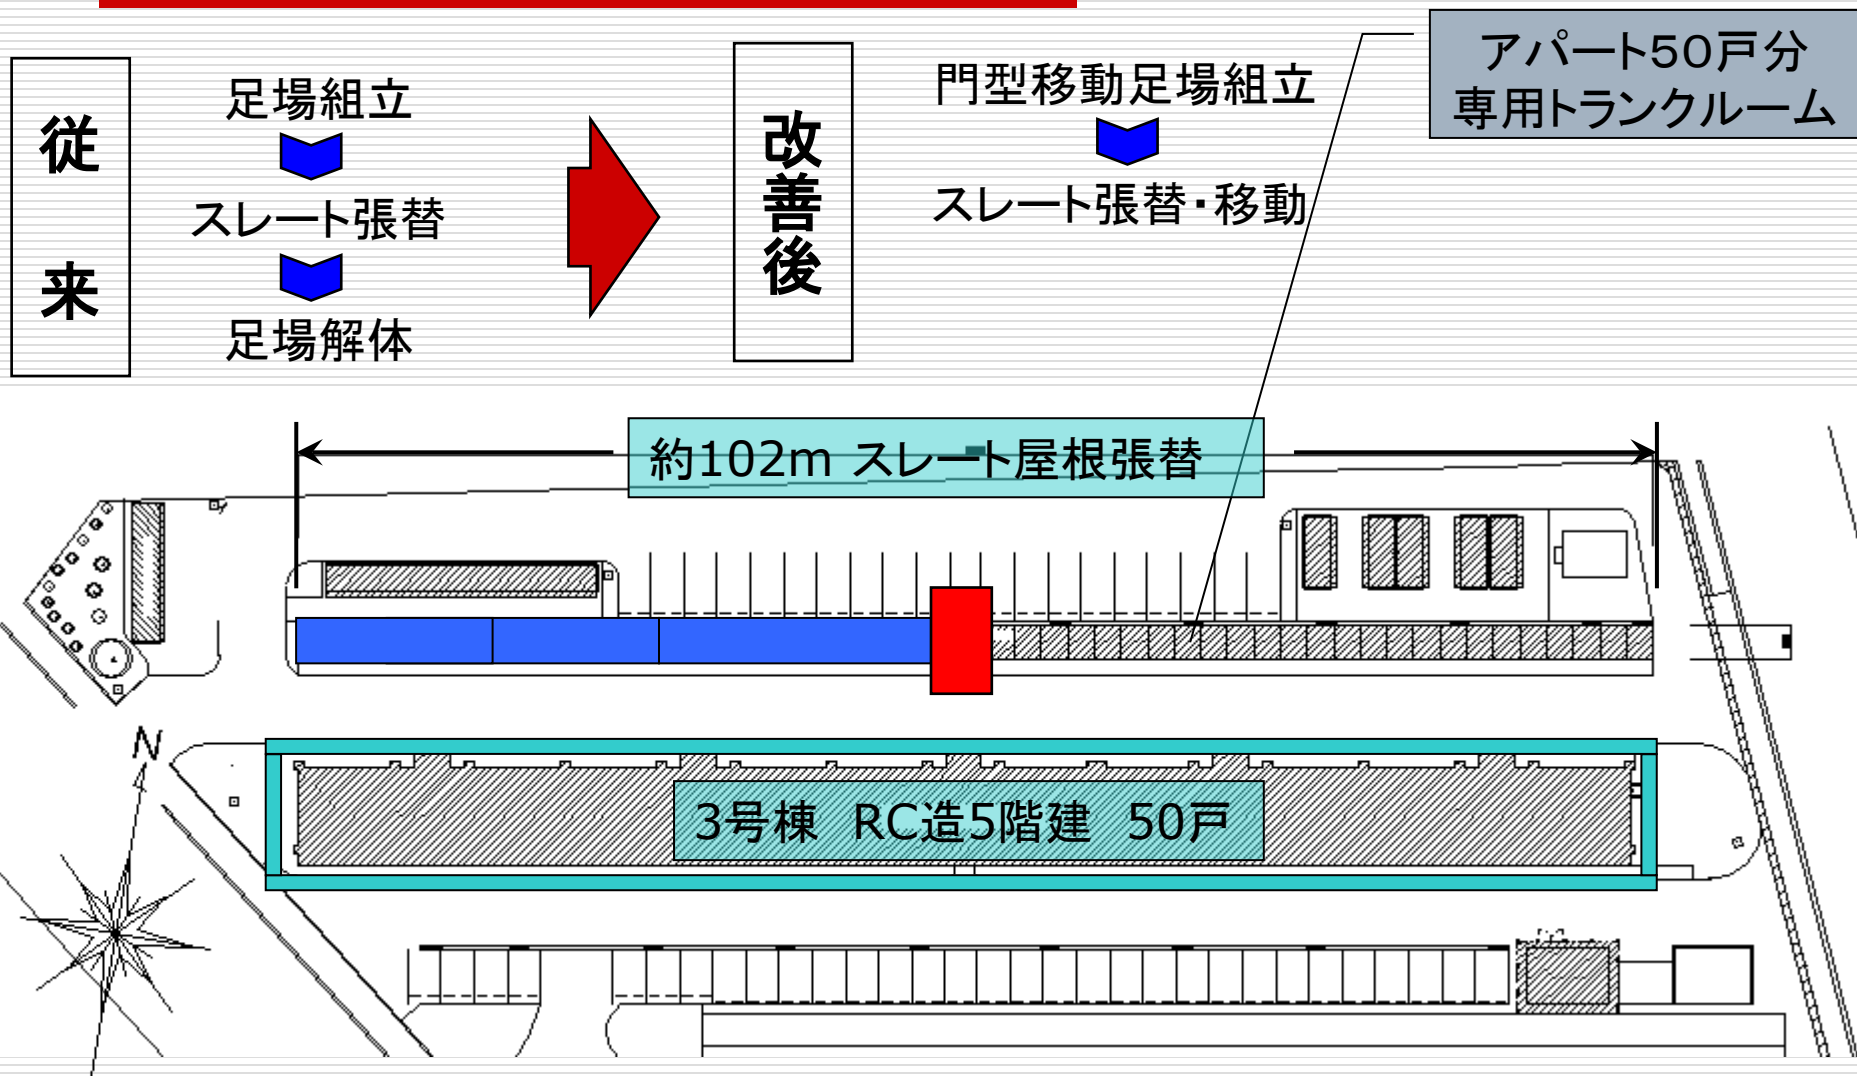 従来
足場組立
スレート張替
足場解体
改善後
門型移動足場組立
スレート張替・移動
アパート50戸分
専用トランクルーム
約102m スレート屋根張替
3号棟　RC造5階建　50戸
N